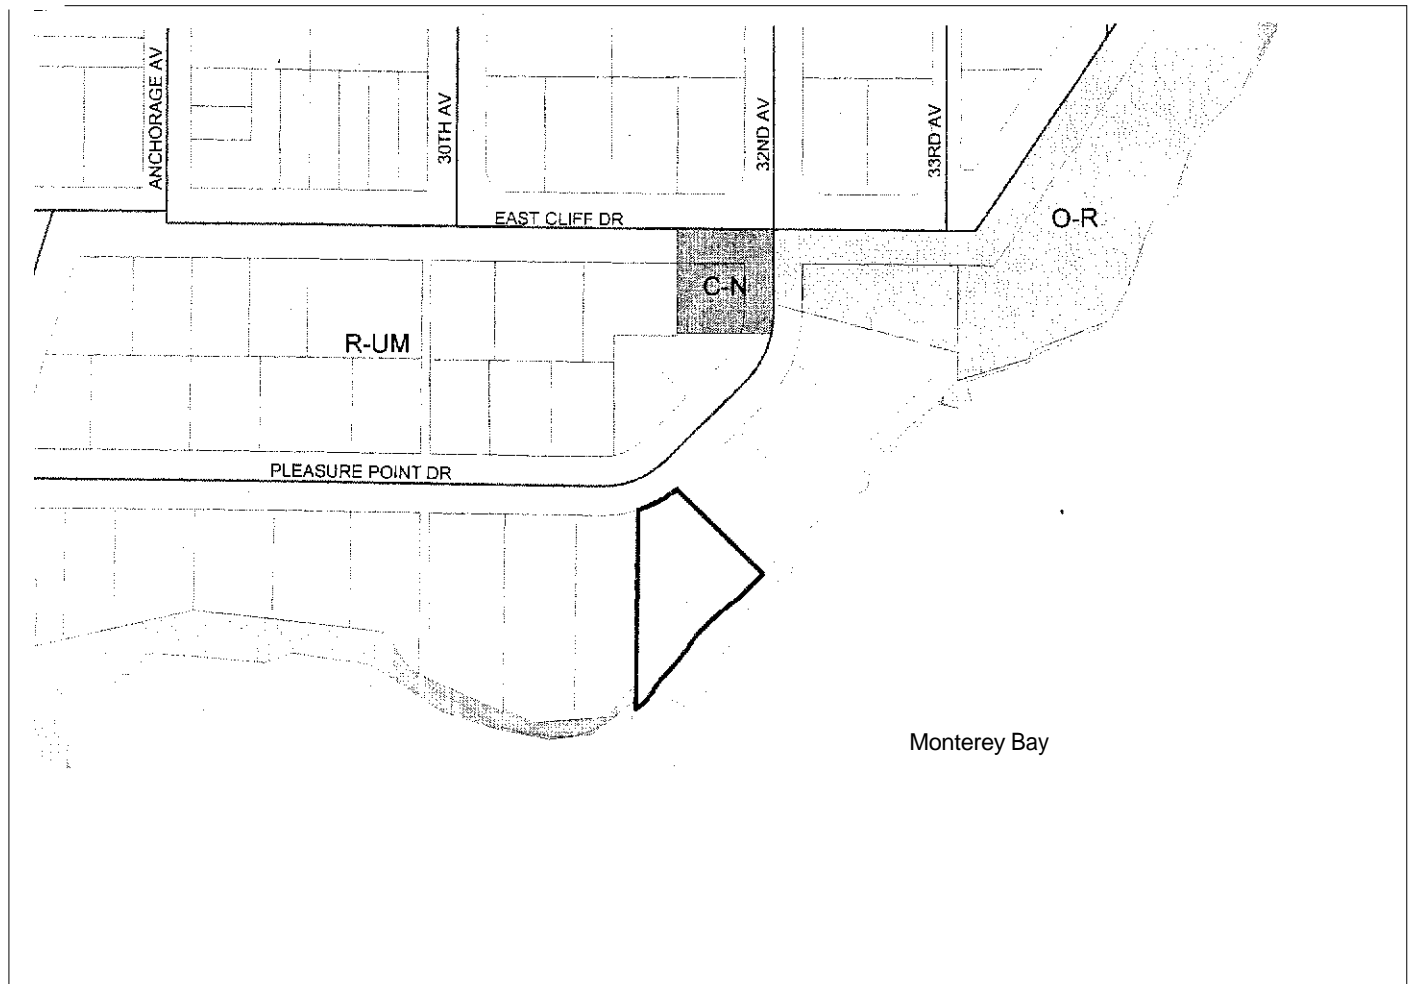 ANCHORAGE AV
30TH AV
32ND AV
33RD AV
EAST CLIFF DR
O-R
C-N
R-UM
PLEASURE POINT DR
Monterey Bay